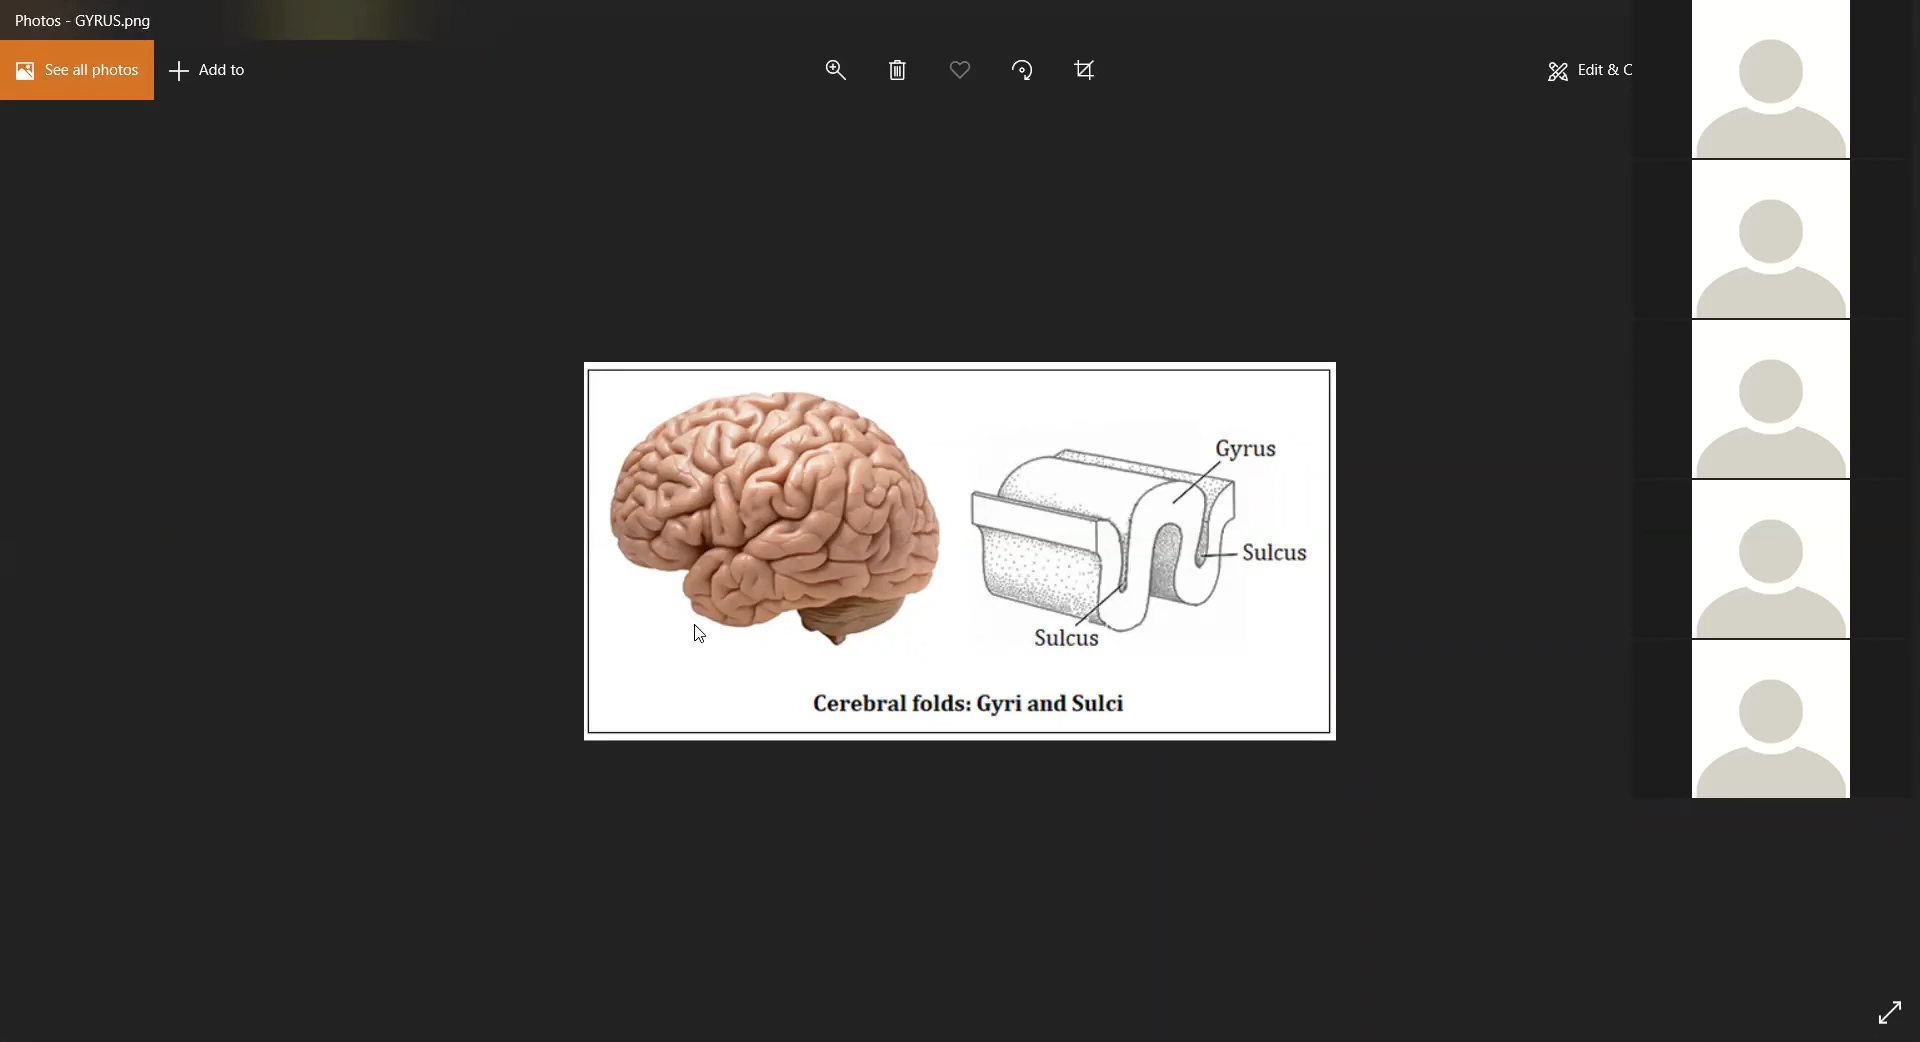 Photos - GYRUS.png
See all photos
Add to
Edit & C
Gyrus
Sulcus
Sulcus
Cerebral folds: Gyri and Sulci